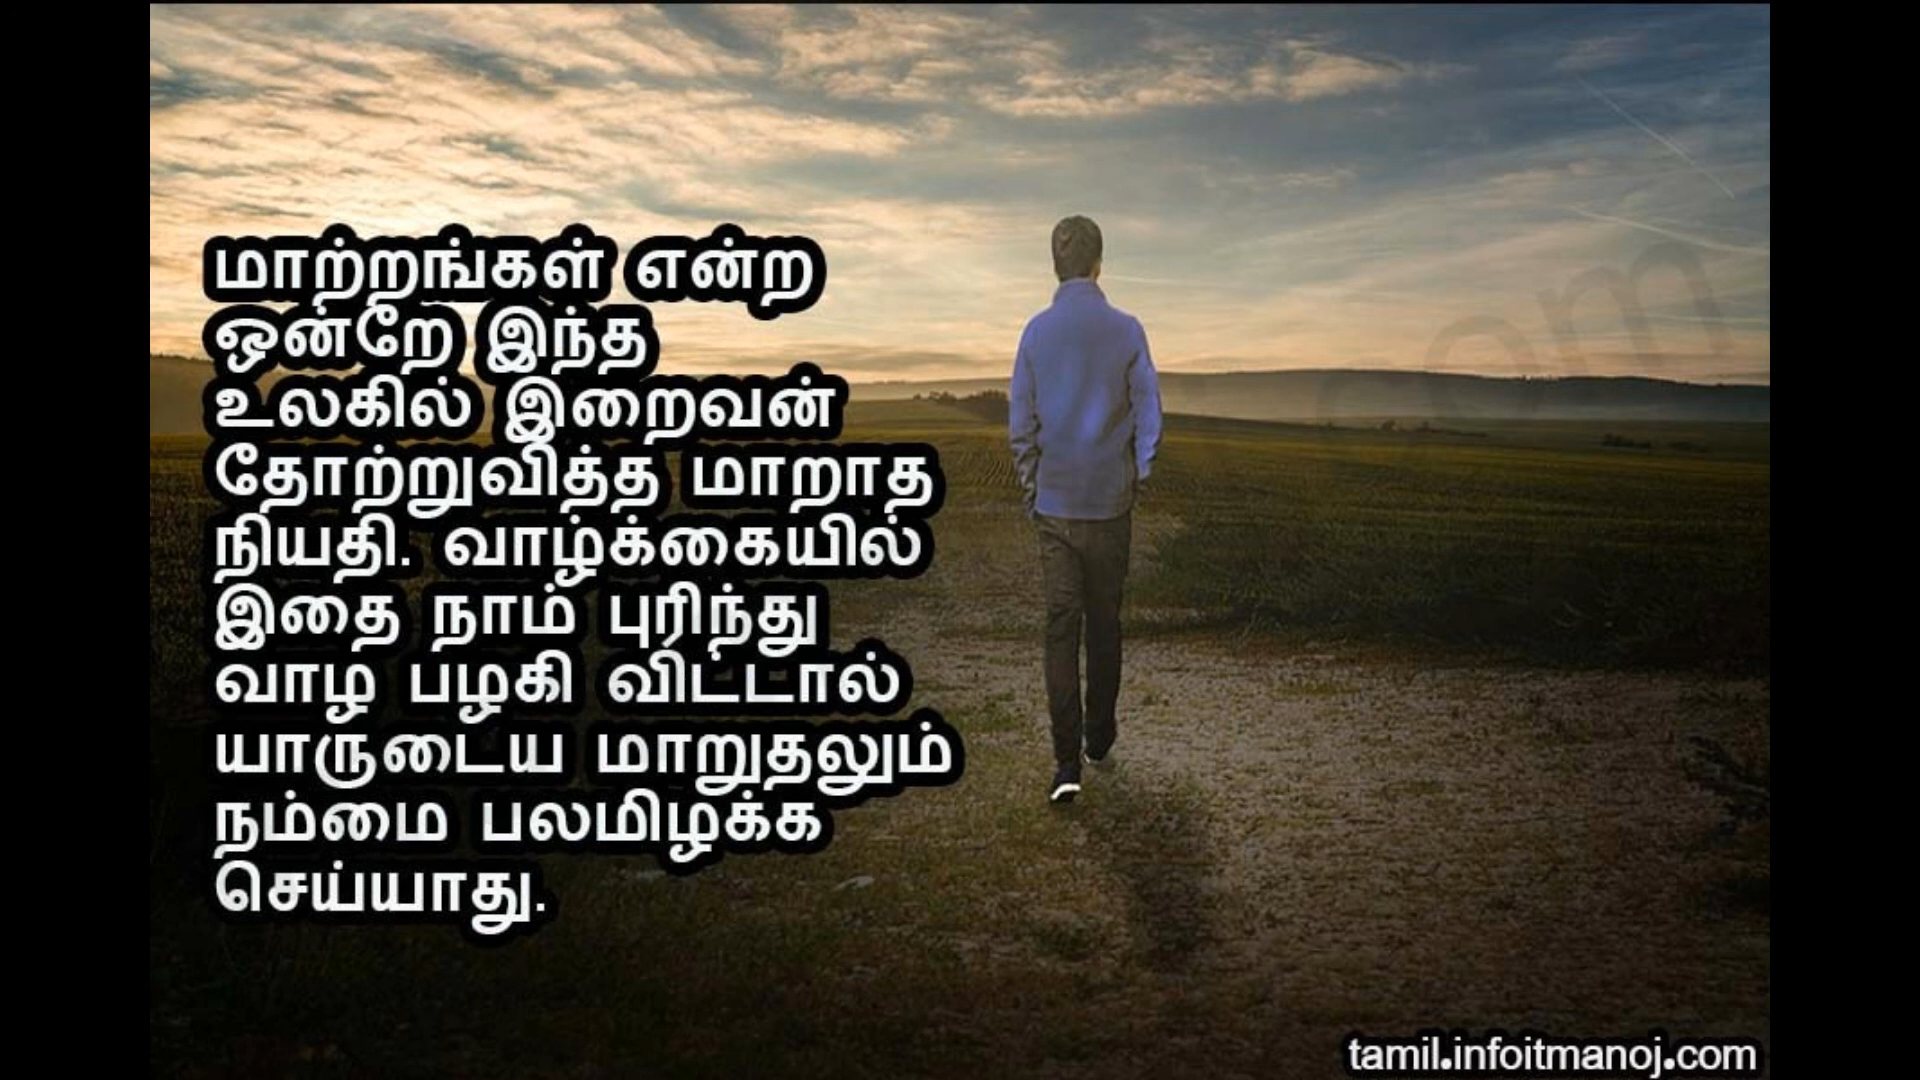 மாற்றங்கள் என்ற
ஒன்றே இந்த
உலகில் இறைவன்
தோற்றுவித்த மாறாத
நியதி. வாழ்க்கையில்
இதை நாம் புரிந்து
வாழ பழகி விட்டால்
யாருடைய மாறுதலும்
நம்மை பலமிழக்க
செய்யாது.
tamil.infoitmanoj.com